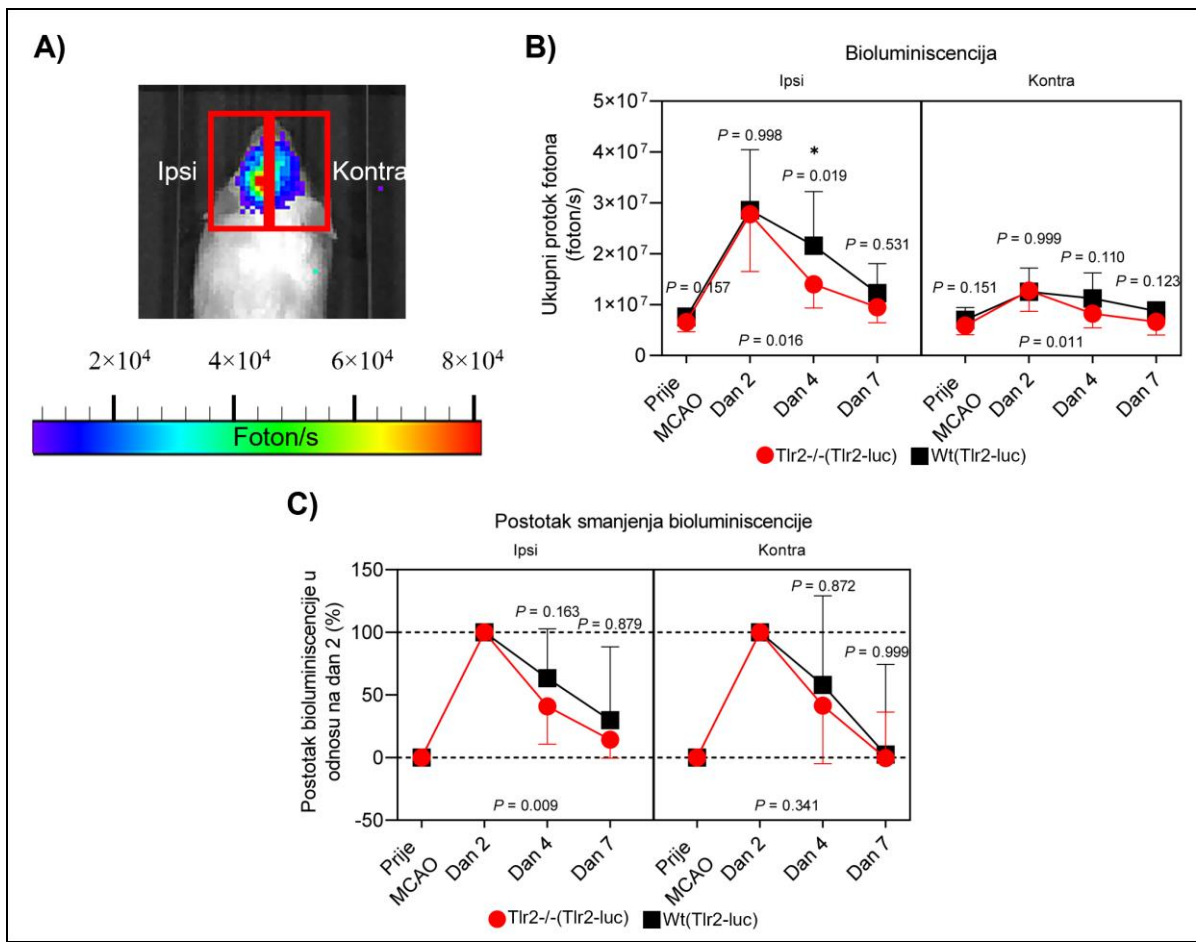 A)
Ipsi
Kontra
2×10⁴ 4×10⁴ 6×10⁴ 8×10⁴
Foton/s
B)
Bioluminiscencija
Ipsi Kontra
Ukupni protok fotona
(foton/s)
5×10⁷
4×10⁷
3×10⁷
2×10⁷
1×10⁷
0
P = 0.157
P = 0.998
*
P = 0.019
P = 0.531
P = 0.016
P = 0.151
P = 0.999
P = 0.110
P = 0.123
P = 0.011
Prije
MCAO
Dan 2
Dan 4
Dan 7
Prije
MCAO
Dan 2
Dan 4
Dan 7
Tlr2-/-(Tlr2-luc) Wt(Tlr2-luc)
C)
Postotak smanjenja bioluminiscencije
Ipsi Kontra
Postotak bioluminiscencije u
odnosu na dan 2 (%)
150
100
50
0
-50
P = 0.163
P = 0.879
P = 0.009
P = 0.872
P = 0.999
P = 0.341
Prije
MCAO
Dan 2
Dan 4
Dan 7
Prije
MCAO
Dan 2
Dan 4
Dan 7
Tlr2-/-(Tlr2-luc) Wt(Tlr2-luc)